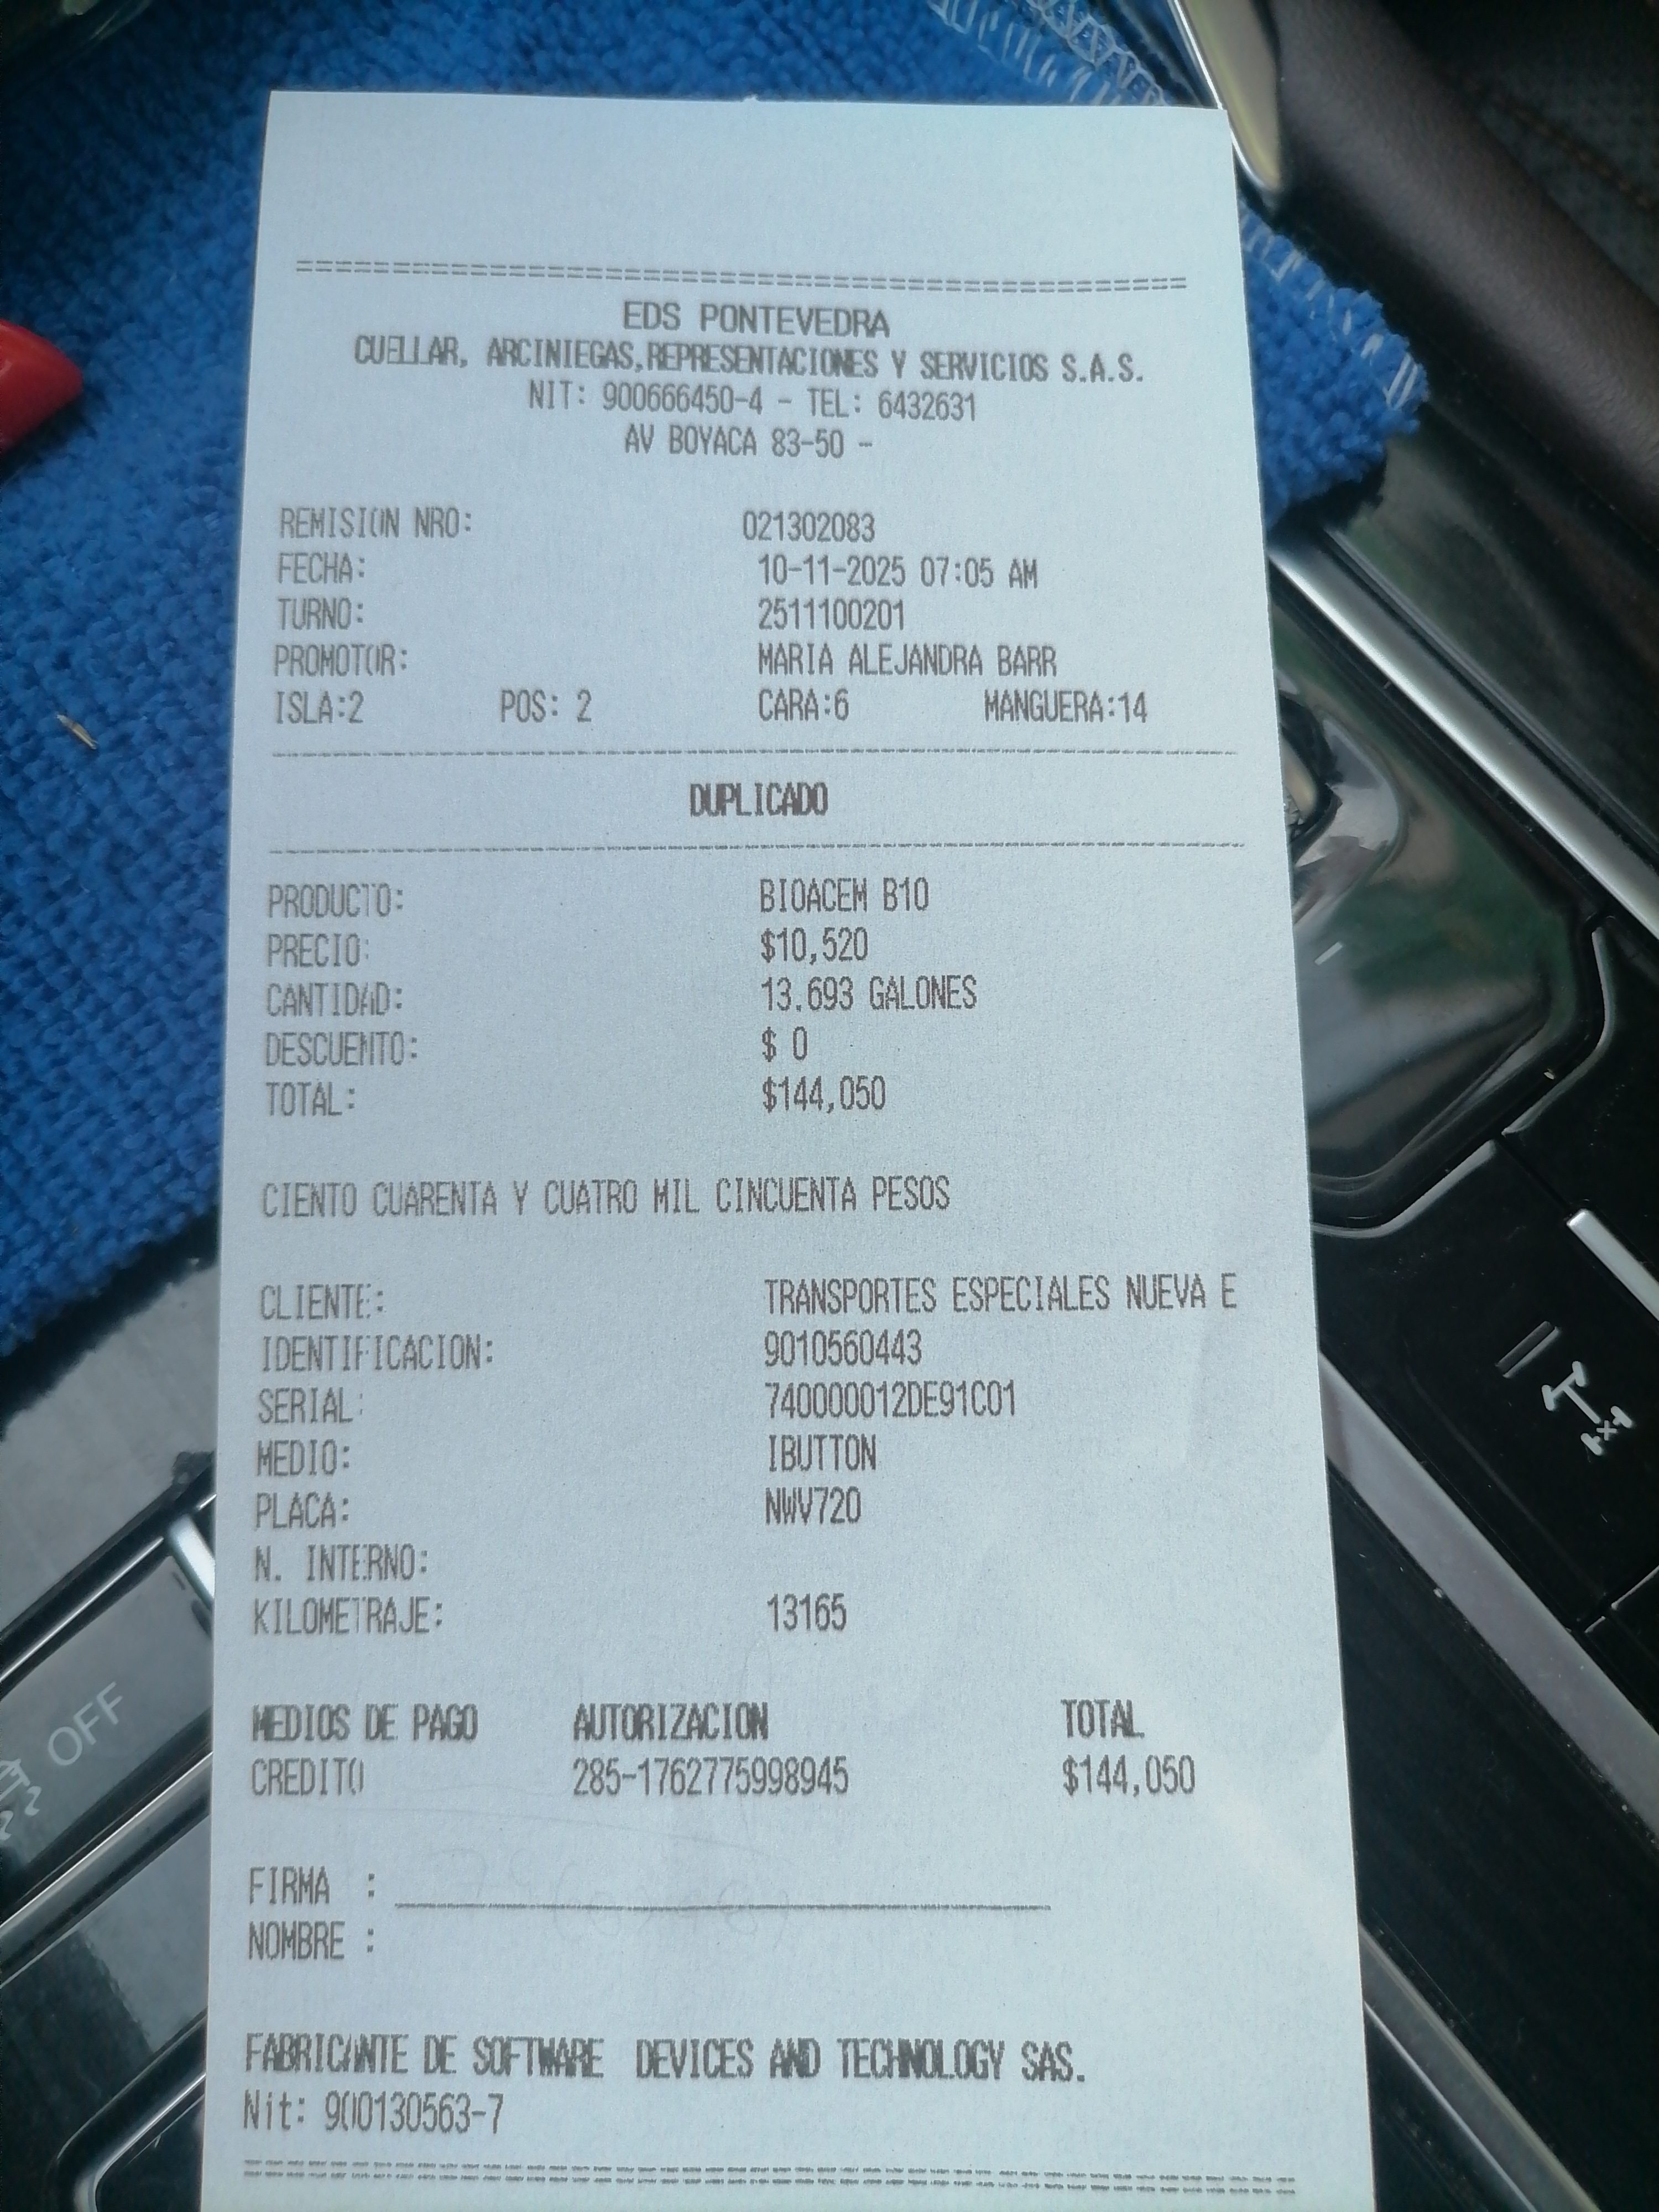 EDS PONTEVEDRA
CUELLAR, ARCINIEGAS,REPRESENTACIONES Y SERVICIOS S.A.S.
NIT: 900666450-4 - TEL: 6432631
AV BOYACA 83-50 -
REMISION NRO: 021302083
FECHA: 10-11-2025 07:05 AM
TURNO: 2511100201
PROMOTOR: MARIA ALEJANDRA BARR
ISLA:2 POS: 2 CARA:6 MANGUERA:14
DUPLICADO
PRODUCTO: BIOACEM B10
PRECIO: $10,520
CANTIDAD: 13.693 GALONES
DESCUENTO: $ 0
TOTAL: $144,050
CIENTO CUARENTA Y CUATRO MIL CINCUENTA PESOS
CLIENTE: TRANSPORTES ESPECIALES NUEVA E
IDENTIFICACION: 9010560443
SERIAL: 740000012DE91C01
MEDIO: IBUTTON
PLACA: NWV720
N. INTERNO:
KILOMETRAJE: 13165
MEDIOS DE PAGO AUTORIZACION TOTAL
CREDITO 285-1762775998945 $144,050
FIRMA :
NOMBRE :
FABRICANTE DE SOFTWARE DEVICES AND TECHNOLOGY SAS.
Nit: 900130563-7
OFF